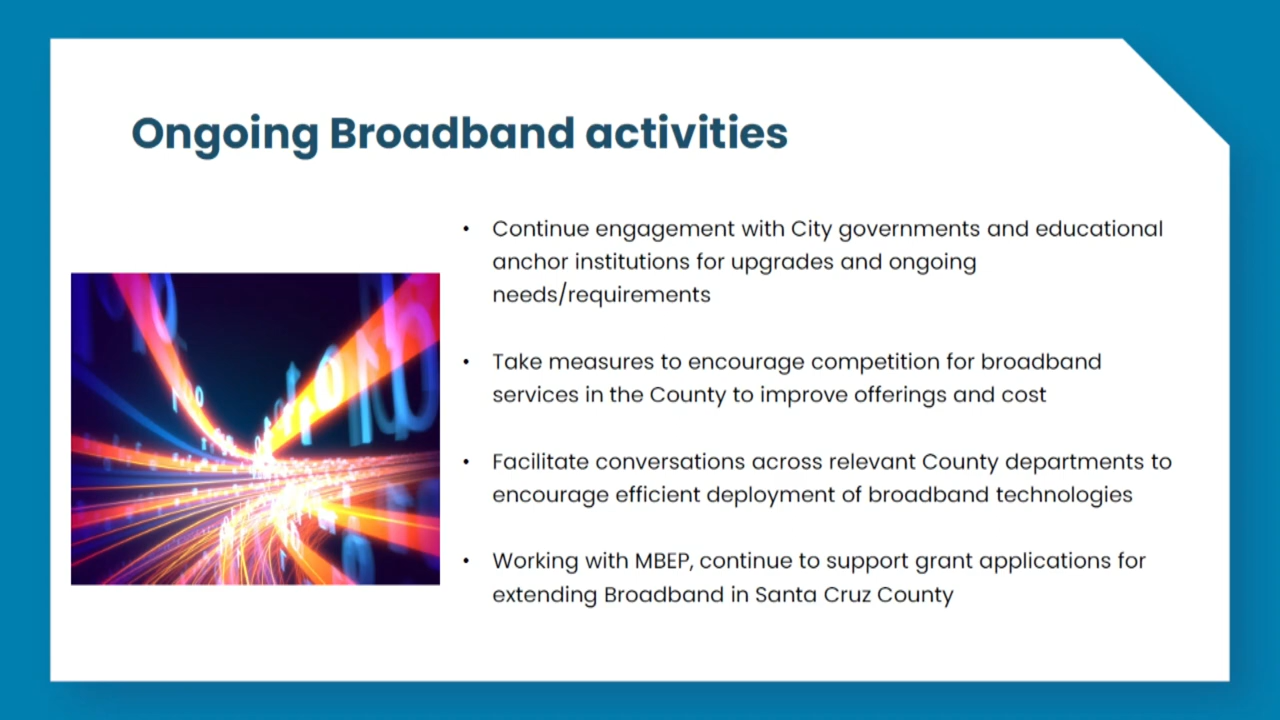 Ongoing Broadband activities
• Continue engagement with City governments and educational
anchor institutions for upgrades and ongoing
needs/requirements
• Take measures to encourage competition for broadband
services in the County to improve offerings and cost
• Facilitate conversations across relevant County departments to
encourage efficient deployment of broadband technologies
• Working with MBEP, continue to support grant applications for
extending Broadband in Santa Cruz County